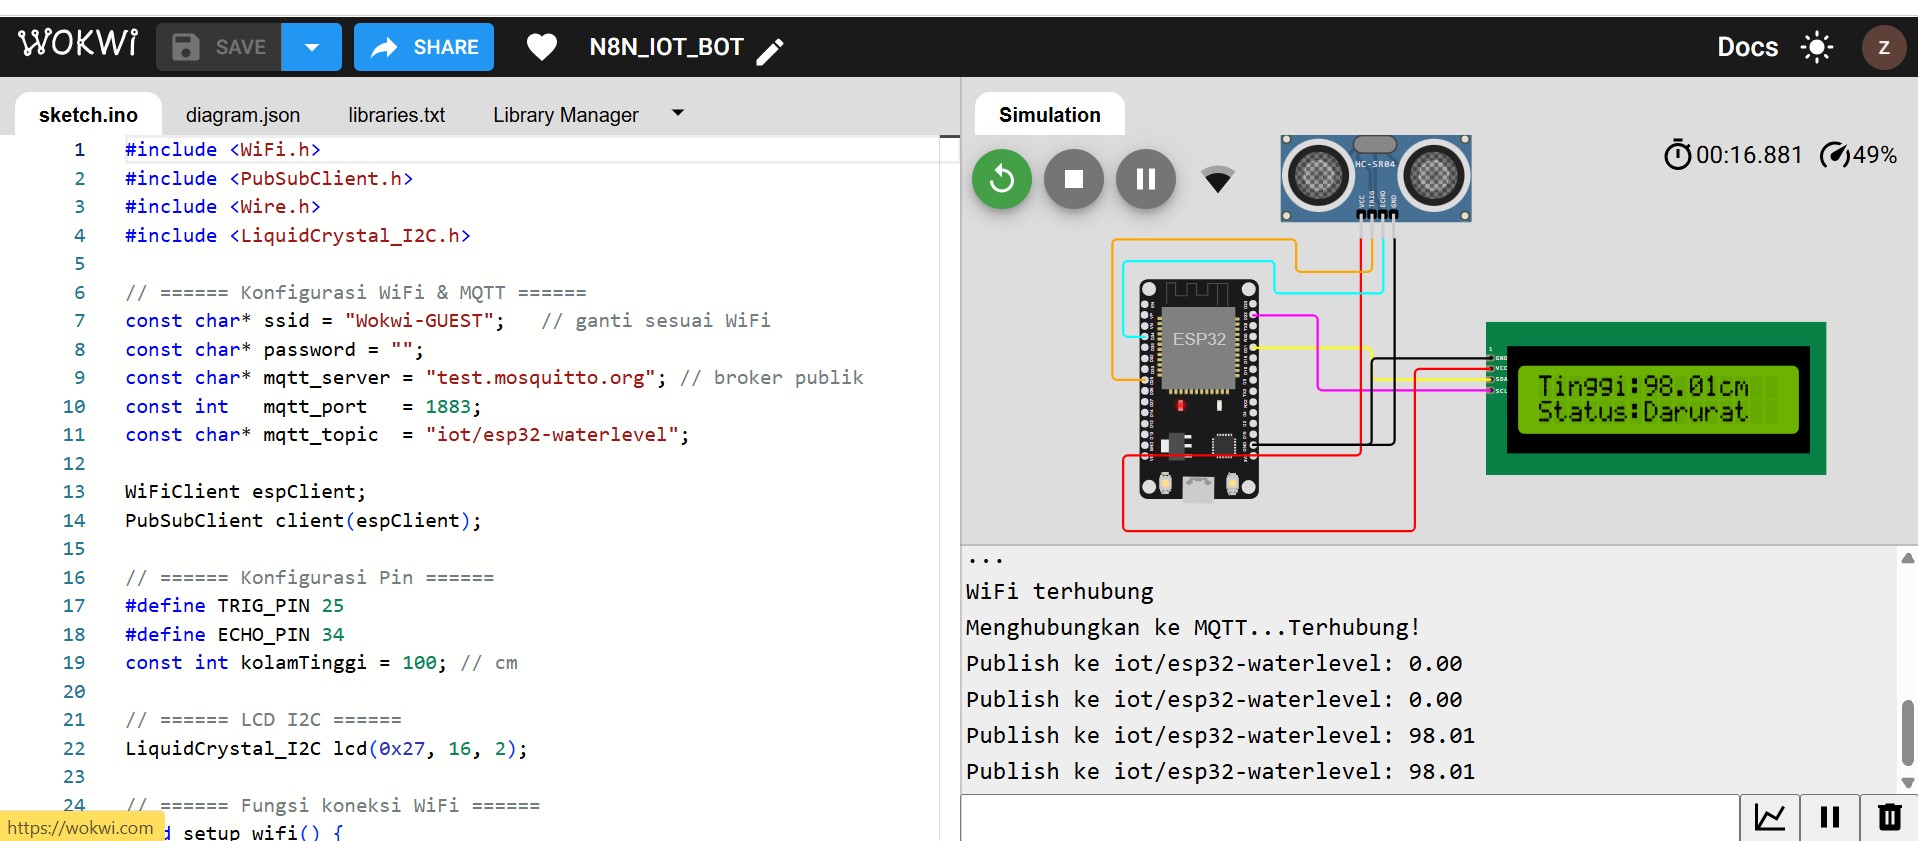 WOKWi
SAVE
SHARE
N8N_IOT_BOT
Docs
Z
sketch.ino
diagram.json
libraries.txt
Library Manager
1 #include <WiFi.h>
2 #include <PubSubClient.h>
3 #include <Wire.h>
4 #include <LiquidCrystal_I2C.h>
5
6 // ====== Konfigurasi WiFi & MQTT ======
7 const char* ssid = "Wokwi-GUEST";   // ganti sesuai WiFi
8 const char* password = "";
9 const char* mqtt_server = "test.mosquitto.org"; // broker publik
10 const int   mqtt_port   = 1883;
11 const char* mqtt_topic  = "iot/esp32-waterlevel";
12
13 WiFiClient espClient;
14 PubSubClient client(espClient);
15
16 // ====== Konfigurasi Pin ======
17 #define TRIG_PIN 25
18 #define ECHO_PIN 34
19 const int kolamTinggi = 100; // cm
20
21 // ====== LCD I2C ======
22 LiquidCrystal_I2C lcd(0x27, 16, 2);
23
24 // ====== Fungsi koneksi WiFi ======
d setup_wifi() {
https://wokwi.com
Simulation
00:16.881
49%
HC-SR04
VCC
TRIG
ECHO
GND
ESP32
1
GND
VCC
SDA
SCL
Tinggi:98.01cm
Status:Darurat
...
WiFi terhubung
Menghubungkan ke MQTT...Terhubung!
Publish ke iot/esp32-waterlevel: 0.00
Publish ke iot/esp32-waterlevel: 0.00
Publish ke iot/esp32-waterlevel: 98.01
Publish ke iot/esp32-waterlevel: 98.01